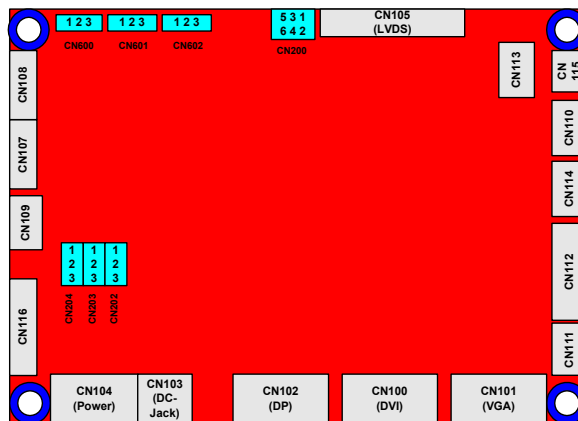 1 2 3
1 2 3
1 2 3
5 3 1
6 4 2
CN105
(LVDS)
CN600
CN601
CN602
CN200
CN108
CN113
CN
115
CN107
CN110
CN109
CN114
1
2
3
1
2
3
1
2
3
CN204
CN203
CN202
CN112
CN116
CN111
CN104
(Power)
CN103
(DC-
Jack)
CN102
(DP)
CN100
(DVI)
CN101
(VGA)